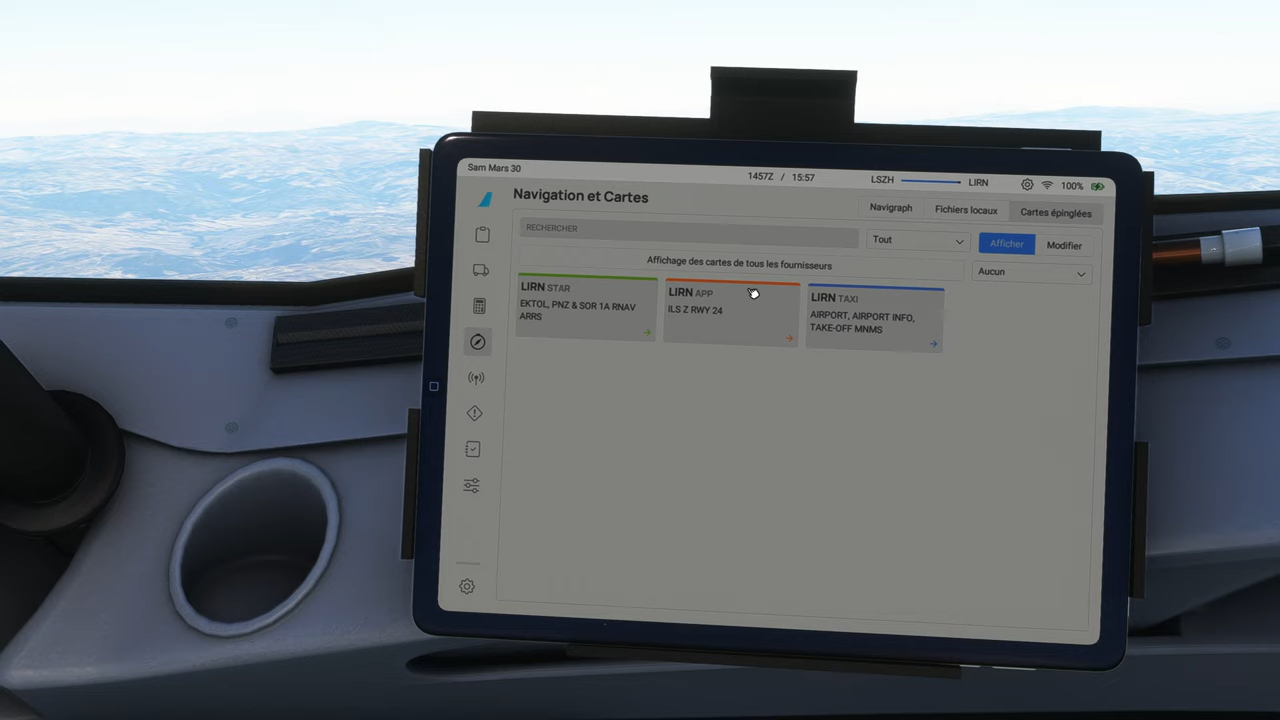 Sam Mars 30
1457Z / 15:57
LSZH LIRN
100%
Navigation et Cartes
Navigraph
Fichiers locaux
Cartes épinglées
RECHERCHER
Tout
Afficher
Modifier
Affichage des cartes de tous les fournisseurs
Aucun
LIRN STAR
EKTOL, PNZ & SOR 1A RNAV
ARRS
LIRN APP
ILS Z RWY 24
LIRN TAXI
AIRPORT, AIRPORT INFO,
TAKE-OFF MNMS